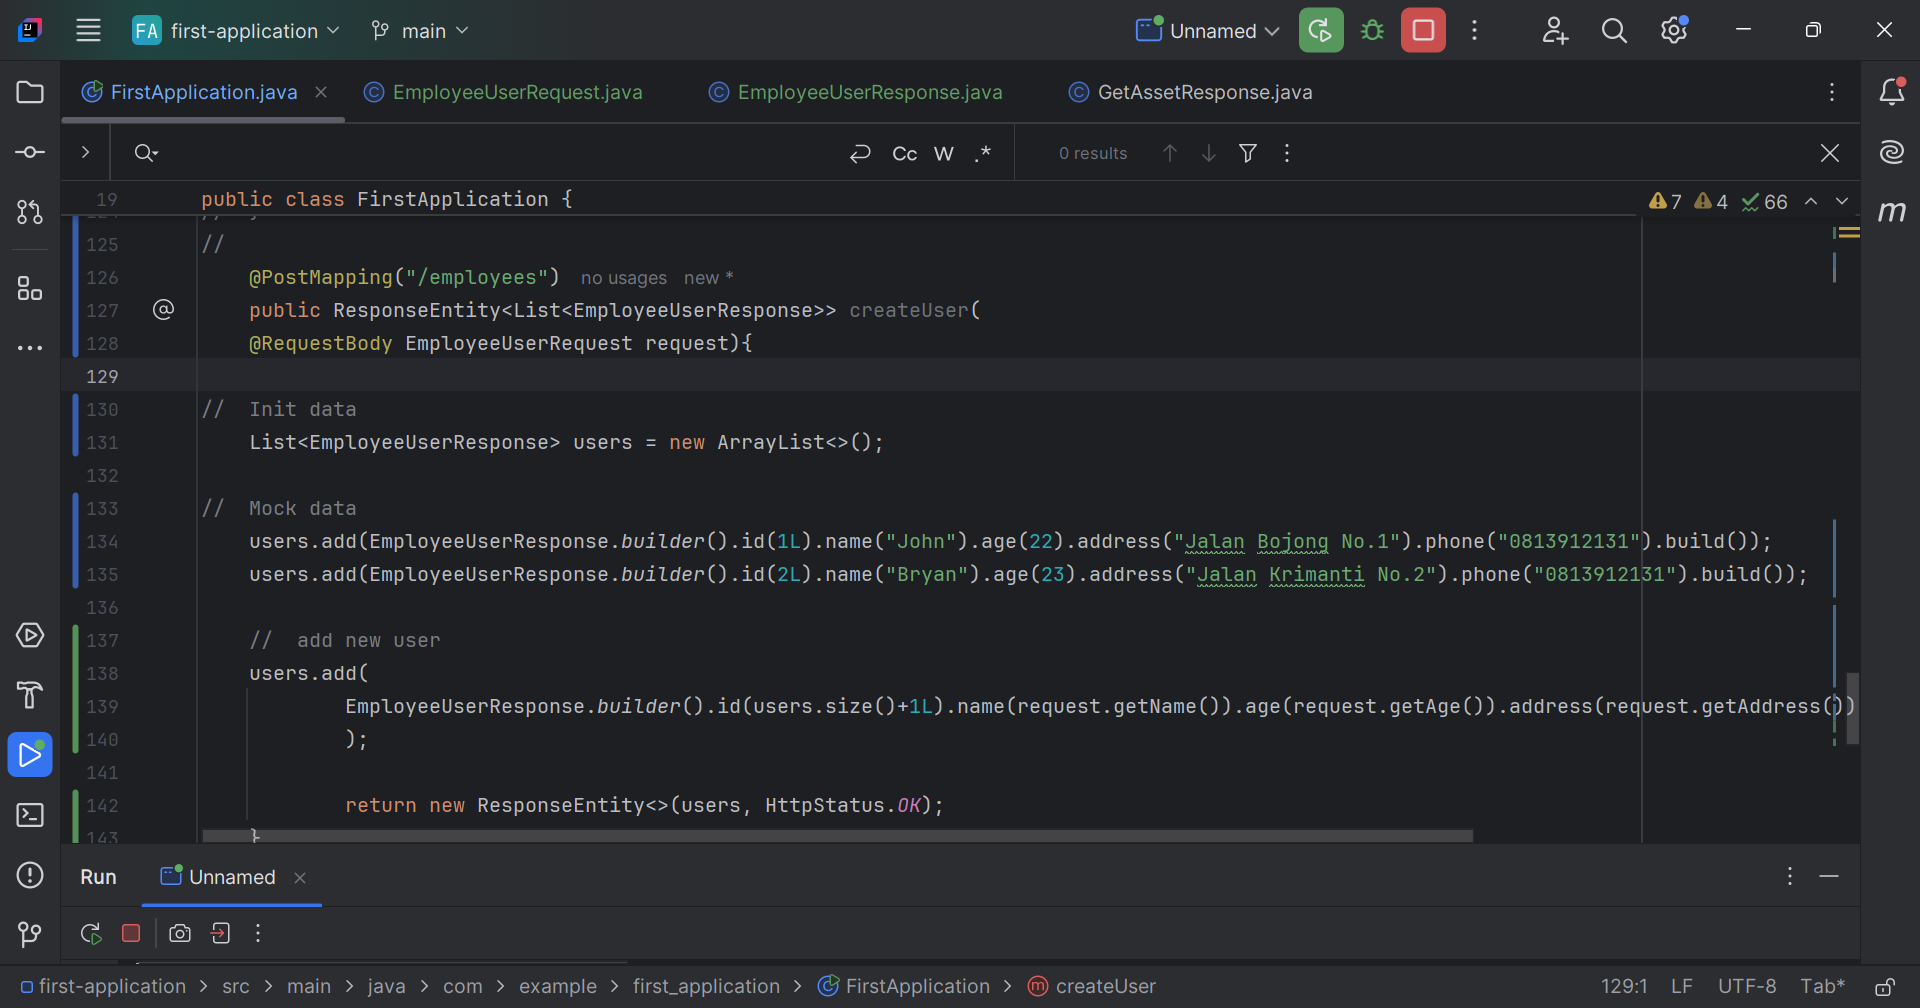 FA first-application main Unnamed
FirstApplication.java EmployeeUserRequest.java EmployeeUserResponse.java GetAssetResponse.java
Cc W .* 0 results
19 public class FirstApplication { 7 4 66
125 //
126 @PostMapping("/employees") no usages new *
127 public ResponseEntity<List<EmployeeUserResponse>> createUser(
128 @RequestBody EmployeeUserRequest request){
129
130 // Init data
131 List<EmployeeUserResponse> users = new ArrayList<>();
132
133 // Mock data
134 users.add(EmployeeUserResponse.builder().id(1L).name("John").age(22).address("Jalan Bojong No.1").phone("0813912131").build());
135 users.add(EmployeeUserResponse.builder().id(2L).name("Bryan").age(23).address("Jalan Krimanti No.2").phone("0813912131").build());
136
137 // add new user
138 users.add(
139 EmployeeUserResponse.builder().id(users.size()+1L).name(request.getName()).age(request.getAge()).address(request.getAddress())
140 );
141
142 return new ResponseEntity<>(users, HttpStatus.OK);
143 }
Run Unnamed
first-application > src > main > java > com > example > first_application > FirstApplication > createUser 129:1 LF UTF-8 Tab*